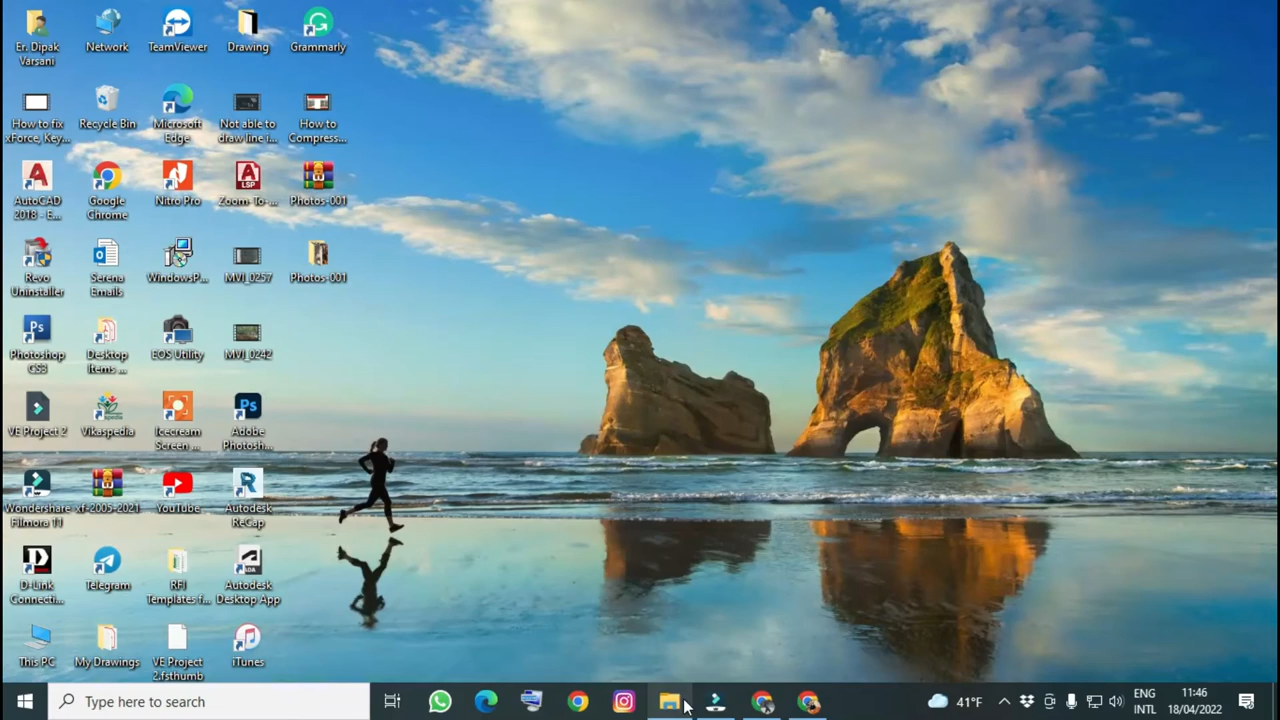 Er. Dipak
Varsani
Network
TeamViewer
Drawing
Grammarly
How to fix
xForce, Key...
Recycle Bin
Microsoft
Edge
Not able to
draw line i...
How to
Compress...
AutoCAD
2018 - E...
Google
Chrome
Nitro Pro
Zoom-To-...
Photos-001
Revo
Uninstaller
Serena
Emails
WindowsP...
MVI_0257
Photos-001
Photoshop
CS3
Desktop
Items ...
EOS Utility
MVI_0242
VE Project 2
Vikaspedia
Icecream
Screen ...
Adobe
Photosh...
Wondershare
Filmora 11
xf-2005-2021
YouTube
Autodesk
ReCap
D-Link
Connecti...
Telegram
RFI
Templates f...
Autodesk
Desktop App
This PC
My Drawings
VE Project
2.fsthumb
iTunes
Type here to search
41°F
ENG
INTL
11:46
18/04/2022